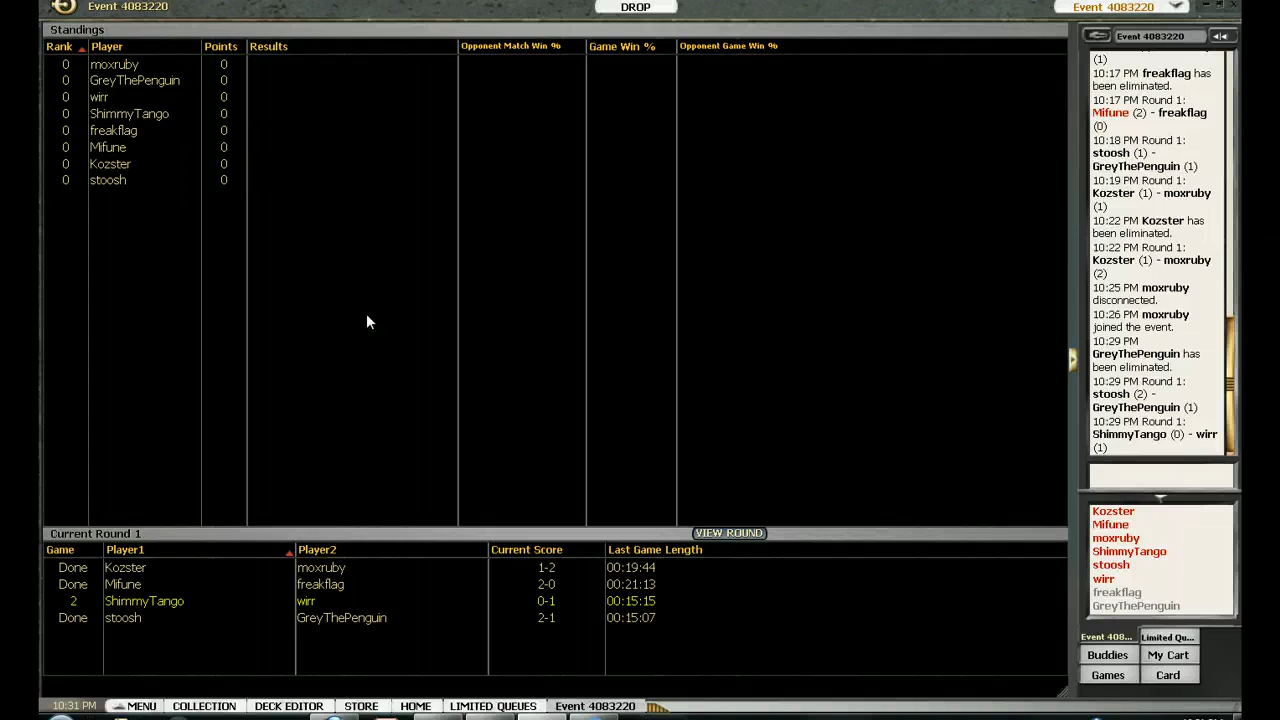 Event 4083220
DROP
Event 4083220
Standings
Rank Player Points Results Opponent Match Win % Game Win % Opponent Game Win %
0 moxruby 0
0 GreyThePenguin 0
0 wirr 0
0 ShimmyTango 0
0 freakflag 0
0 Mifune 0
0 Kozster 0
0 stoosh 0
Current Round 1
VIEW ROUND
Game Player1 Player2 Current Score Last Game Length
Done Kozster moxruby 1-2 00:19:44
Done Mifune freakflag 2-0 00:21:13
2 ShimmyTango wirr 0-1 00:15:15
Done stoosh GreyThePenguin 2-1 00:15:07
Event 4083220
(1)
10:17 PM freakflag has
been eliminated.
10:17 PM Round 1:
Mifune (2) - freakflag
(0)
10:18 PM Round 1:
stoosh (1) -
GreyThePenguin (1)
10:19 PM Round 1:
Kozster (1) - moxruby
(1)
10:22 PM Kozster has
been eliminated.
10:22 PM Round 1:
Kozster (1) - moxruby
(2)
10:25 PM moxruby
disconnected.
10:26 PM moxruby
joined the event.
10:29 PM
GreyThePenguin has
been eliminated.
10:29 PM Round 1:
stoosh (2) -
GreyThePenguin (1)
10:29 PM Round 1:
ShimmyTango (0) - wirr
(1)
Kozster
Mifune
moxruby
ShimmyTango
stoosh
wirr
freakflag
GreyThePenguin
Event 408... Limited Qu...
Buddies My Cart
Games Card
10:31 PM MENU COLLECTION DECK EDITOR STORE HOME LIMITED QUEUES Event 4083220